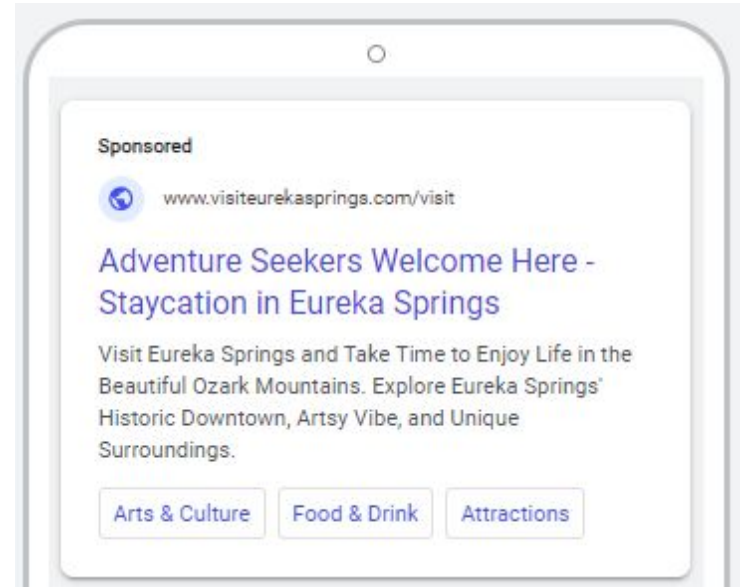 Sponsored
www.visiteurekasprings.com/visit
Adventure Seekers Welcome Here -
Staycation in Eureka Springs
Visit Eureka Springs and Take Time to Enjoy Life in the
Beautiful Ozark Mountains. Explore Eureka Springs'
Historic Downtown, Artsy Vibe, and Unique
Surroundings.
Arts & Culture Food & Drink Attractions